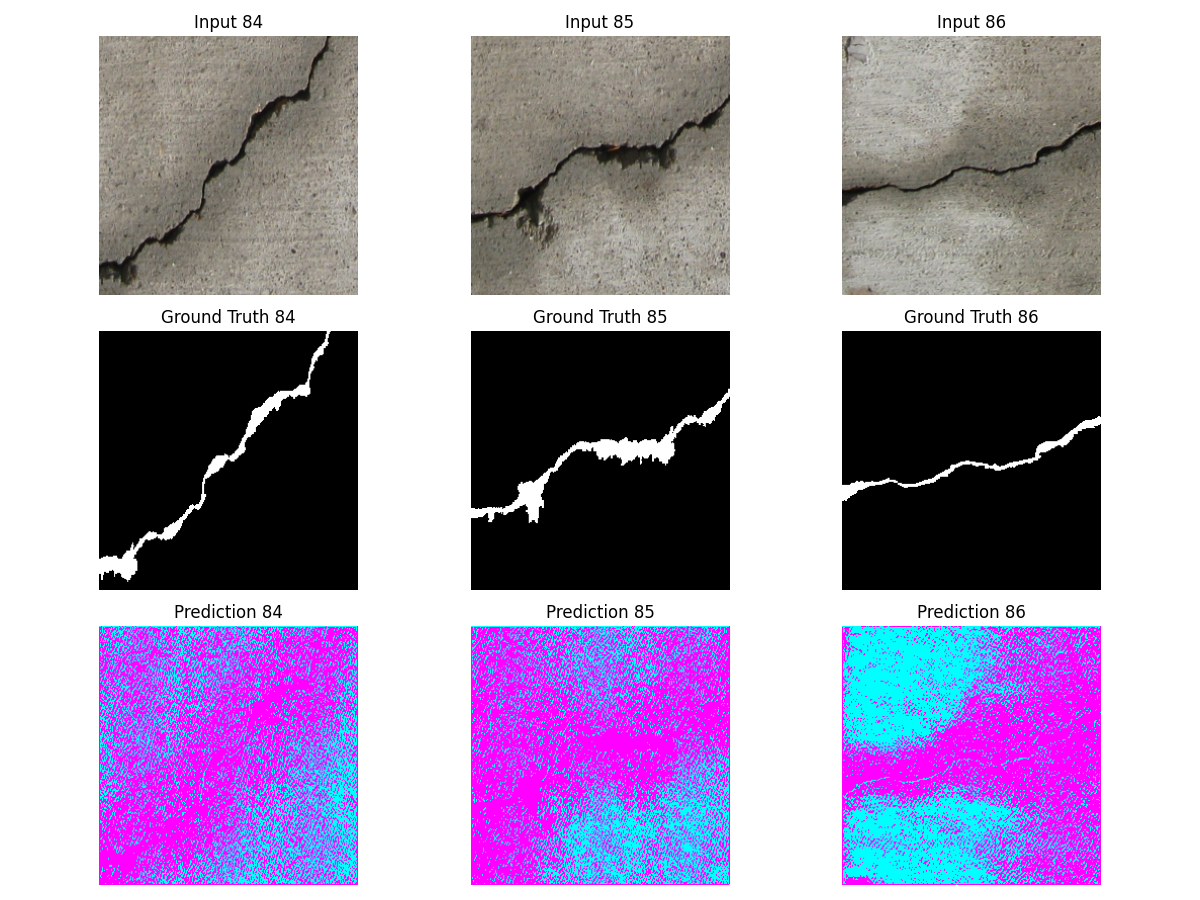 Input 84
Input 85
Input 86
Ground Truth 84
Ground Truth 85
Ground Truth 86
Prediction 84
Prediction 85
Prediction 86